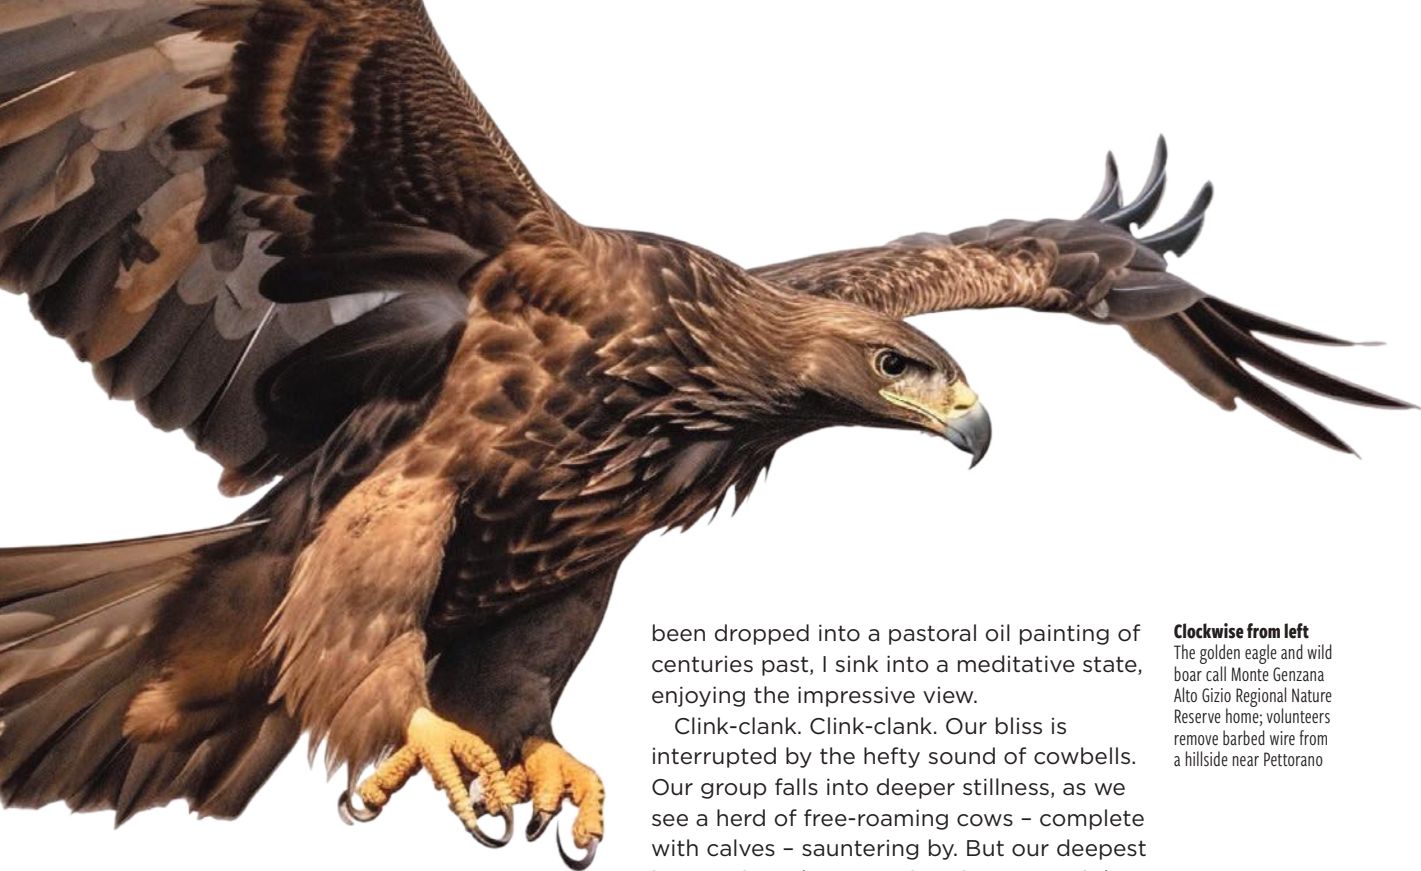 been dropped into a pastoral oil painting of
centuries past, I sink into a meditative state,
enjoying the impressive view.
Clink-clank. Clink-clank. Our bliss is
interrupted by the hefty sound of cowbells.
Our group falls into deeper stillness, as we
see a herd of free-roaming cows – complete
with calves – sauntering by. But our deepest
Clockwise from left
The golden eagle and wild
boar call Monte Genzana
Alto Gizio Regional Nature
Reserve home; volunteers
remove barbed wire from
a hillside near Pettorano